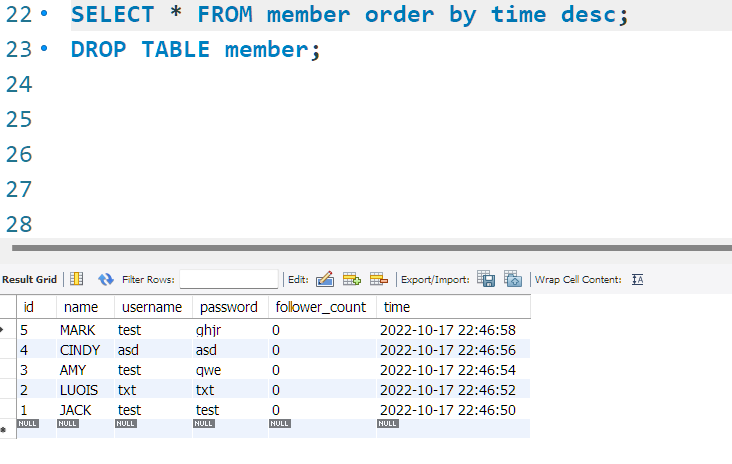 22 SELECT * FROM member order by time desc;
23 DROP TABLE member;
24
25
26
27
28
Result Grid Filter Rows: Edit: Export/Import: Wrap Cell Content: IA
id name username password follower_count time
5 MARK test ghjr 0 2022-10-17 22:46:58
4 CINDY asd asd 0 2022-10-17 22:46:56
3 AMY test qwe 0 2022-10-17 22:46:54
2 LUOIS txt txt 0 2022-10-17 22:46:52
1 JACK test test 0 2022-10-17 22:46:50
* NULL NULL NULL NULL NULL NULL